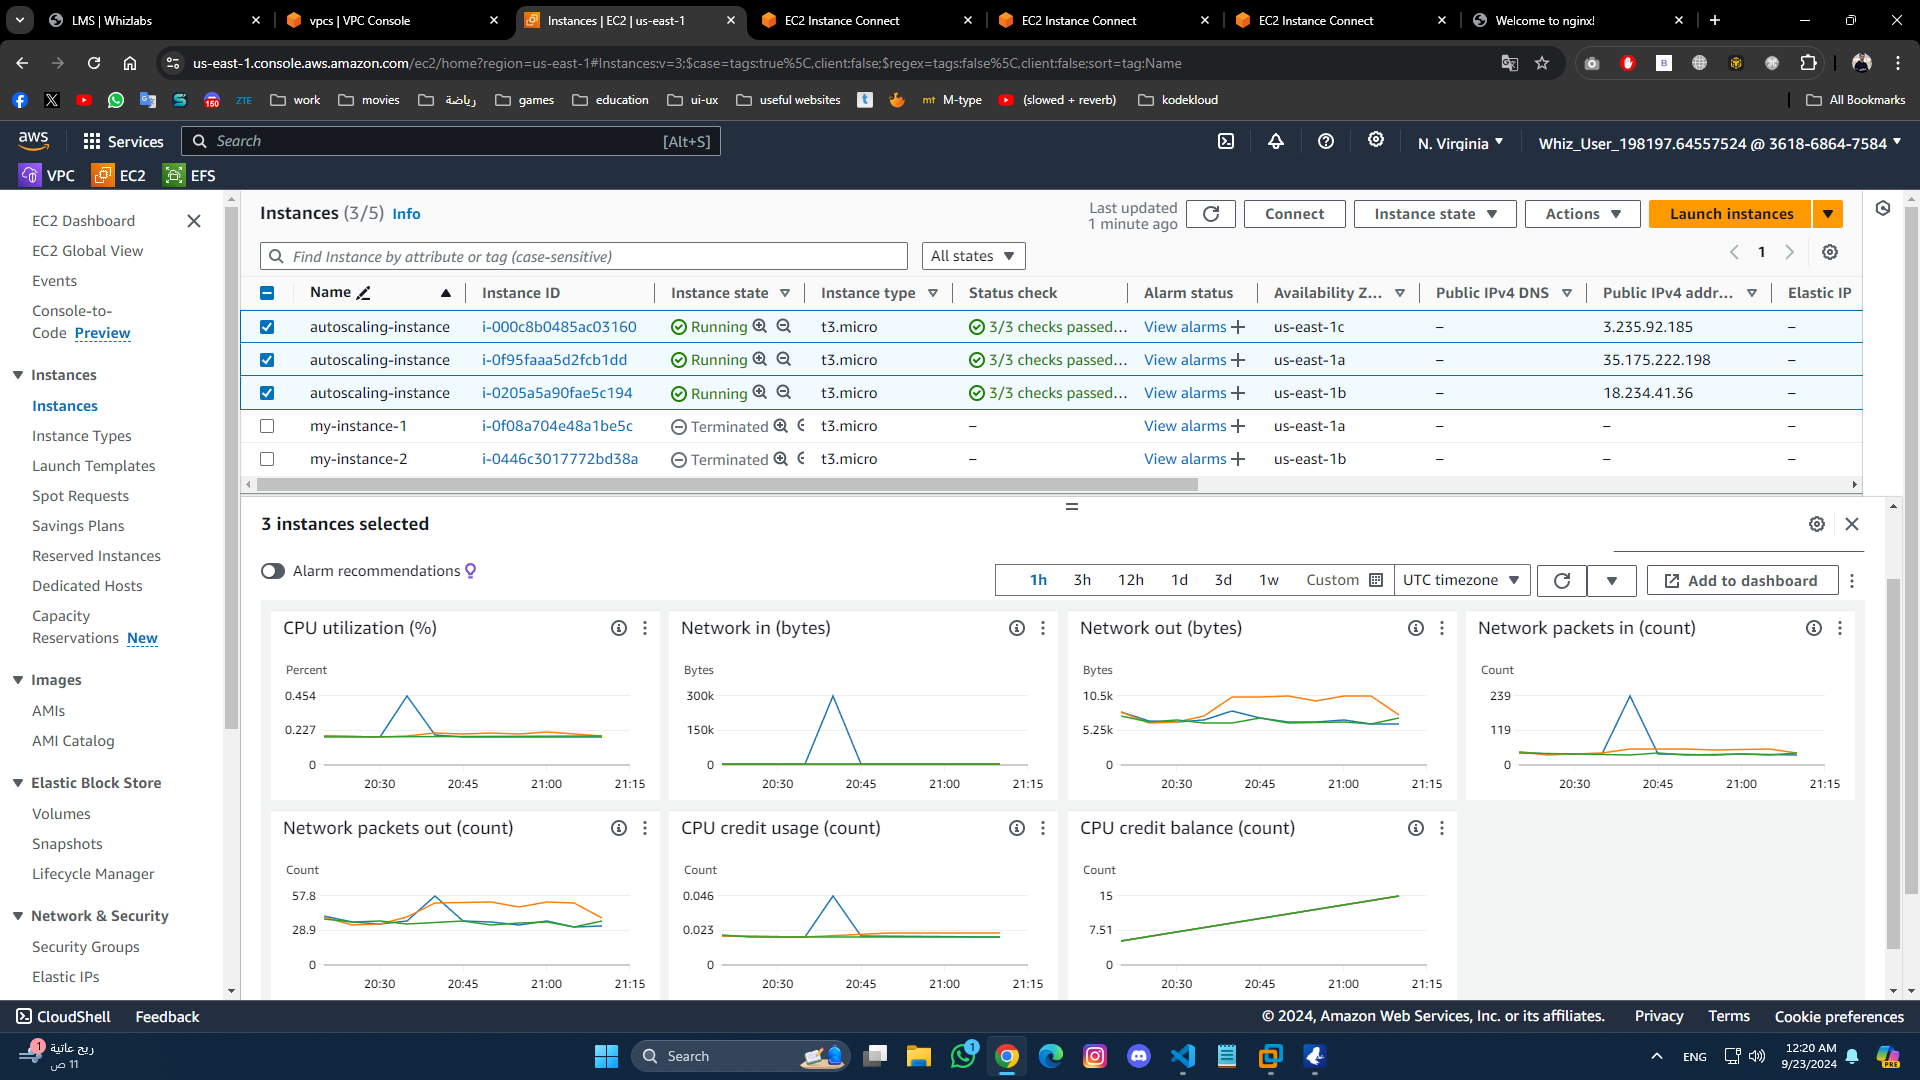 LMS | Whizlabs
vpcs | VPC Console
Instances | EC2 | us-east-1
EC2 Instance Connect
EC2 Instance Connect
EC2 Instance Connect
Welcome to nginx!
us-east-1.console.aws.amazon.com/ec2/home?region=us-east-1#Instances:v=3;$case=tags:true%5C,client:false;$regex=tags:false%5C,client:false;sort=tag:Name
150 ZTE work movies رياضة games education ui-ux useful websites t mt M-type (slowed + reverb) kodekloud All Bookmarks
aws Services Search [Alt+S] N. Virginia Whiz_User_198197.64557524 @ 3618-6864-7584
VPC EC2 EFS
EC2 Dashboard
EC2 Global View
Events
Console-to-
Code Preview
Instances
Instances
Instance Types
Launch Templates
Spot Requests
Savings Plans
Reserved Instances
Dedicated Hosts
Capacity
Reservations New
Images
AMIs
AMI Catalog
Elastic Block Store
Volumes
Snapshots
Lifecycle Manager
Network & Security
Security Groups
Elastic IPs
Instances (3/5) Info
Last updated
1 minute ago
Connect Instance state Actions Launch instances
Find Instance by attribute or tag (case-sensitive) All states 1
Name Instance ID Instance state Instance type Status check Alarm status Availability Z... Public IPv4 DNS Public IPv4 addr... Elastic IP
autoscaling-instance i-000c8b0485ac03160 Running t3.micro 3/3 checks passed... View alarms + us-east-1c – 3.235.92.185 –
autoscaling-instance i-0f95faaa5d2fcb1dd Running t3.micro 3/3 checks passed... View alarms + us-east-1a – 35.175.222.198 –
autoscaling-instance i-0205a5a90fae5c194 Running t3.micro 3/3 checks passed... View alarms + us-east-1b – 18.234.41.36 –
my-instance-1 i-0f08a704e48a1be5c Terminated t3.micro – View alarms + us-east-1a – – –
my-instance-2 i-0446c3017772bd38a Terminated t3.micro – View alarms + us-east-1b – – –
3 instances selected
Alarm recommendations
1h 3h 12h 1d 3d 1w Custom UTC timezone Add to dashboard
CPU utilization (%)
Percent
0.454
0.227
0
20:30 20:45 21:00 21:15
Network in (bytes)
Bytes
300k
150k
0
20:30 20:45 21:00 21:15
Network out (bytes)
Bytes
10.5k
5.25k
0
20:30 20:45 21:00 21:15
Network packets in (count)
Count
239
119
0
20:30 20:45 21:00 21:15
Network packets out (count)
Count
57.8
28.9
0
20:30 20:45 21:00 21:15
CPU credit usage (count)
Count
0.046
0.023
0
20:30 20:45 21:00 21:15
CPU credit balance (count)
Count
15
7.51
0
20:30 20:45 21:00 21:15
CloudShell Feedback © 2024, Amazon Web Services, Inc. or its affiliates. Privacy Terms Cookie preferences
1 ريح عاتية
11 ص
Search
1
ENG
12:20 AM
9/23/2024
PRE